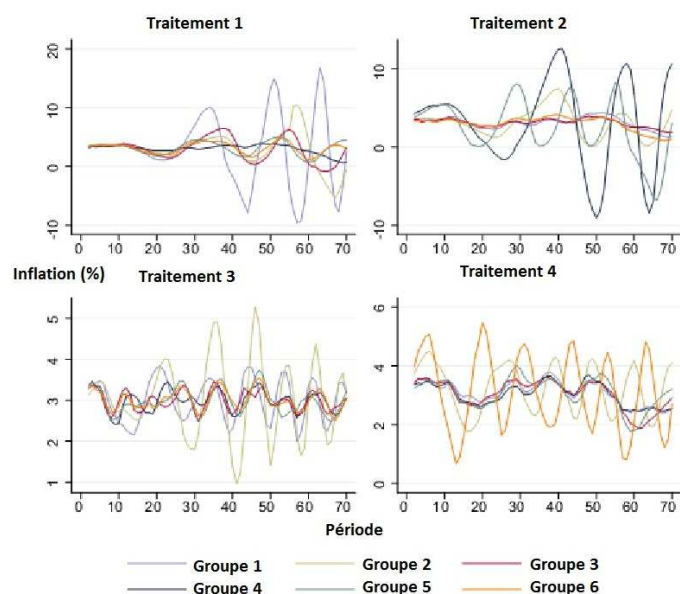 Traitement 1
Traitement 2
20
10
0
-10
0 10 20 30 40 50 60 70
10
0
-10
0 10 20 30 40 50 60 70
Inflation (%)
Traitement 3
Traitement 4
5
4
3
2
1
0 10 20 30 40 50 60 70
6
4
2
0
0 10 20 30 40 50 60 70
Période
Groupe 1
Groupe 2
Groupe 3
Groupe 4
Groupe 5
Groupe 6